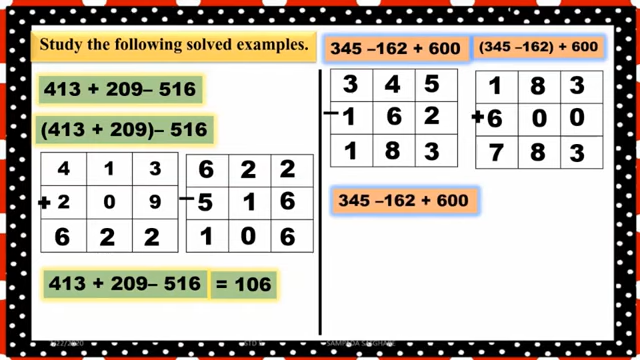 Study the following solved examples.
413 + 209– 516
(413 + 209)– 516
4 1 3
+ 2 0 9
6 2 2
6 2 2
– 5 1 6
1 0 6
413 + 209– 516 = 106
345 –162 + 600
(345 –162) + 600
3 4 5
– 1 6 2
1 8 3
1 8 3
+ 6 0 0
7 8 3
345 –162 + 600